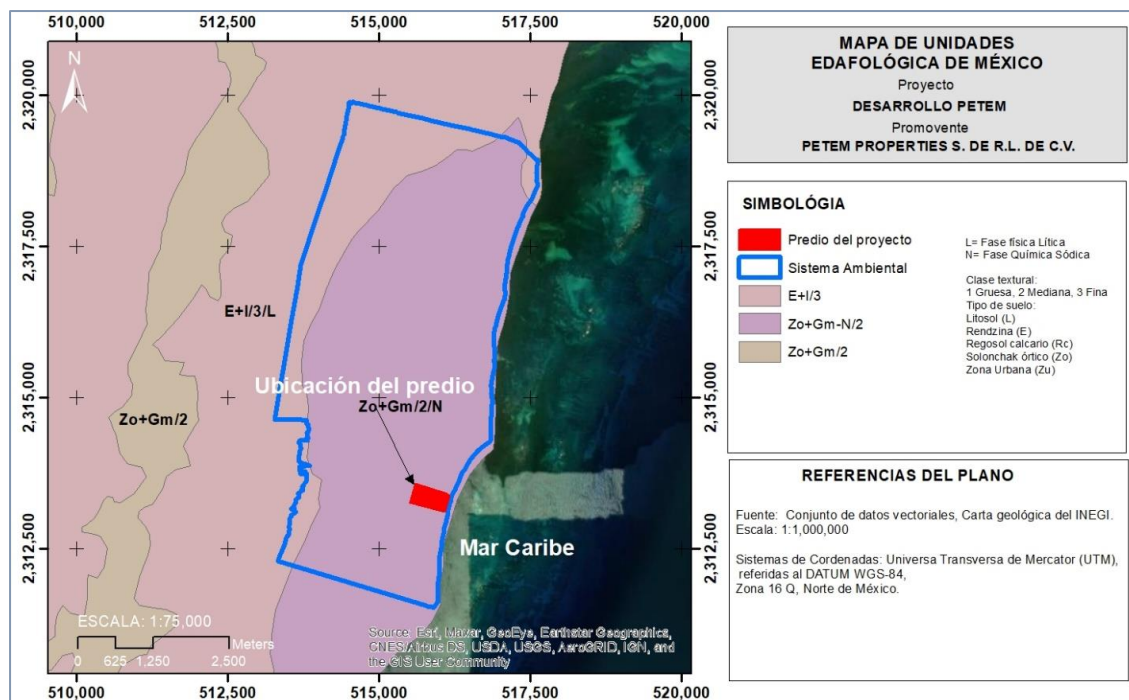 510,000 512,500 515,000 517,500 520,000
N
2,320,000 2,320,000
2,317,500 2,317,500
E+I/3/L
2,315,000 2,315,000
Ubicación del predio
Zo+Gm/2/N
Zo+Gm/2
2,312,500 2,312,500
Mar Caribe
ESCALA: 1:75,000
Meters
0 625 1,250 2,500
Source: Esri, Maxar, GeoEye, Earthstar Geographics,
CNES/Airbus DS, USDA, USGS, AeroGRID, IGN, and
the GIS User Community
510,000 512,500 515,000 517,500 520,000
MAPA DE UNIDADES
EDAFOLÓGICA DE MÉXICO
Proyecto
DESARROLLO PETEM
Promovente
PETEM PROPERTIES S. DE R.L. DE C.V.
SIMBOLÓGIA
Predio del proyecto
Sistema Ambiental
E+I/3
Zo+Gm-N/2
Zo+Gm/2
L= Fase física Lítica
N= Fase Química Sódica
Clase textural:
1 Gruesa, 2 Mediana, 3 Fina
Tipo de suelo:
Litosol (L)
Rendzina (E)
Regosol calcario (Rc)
Solonchak órtico (Zo)
Zona Urbana (Zu)
REFERENCIAS DEL PLANO
Fuente: Conjunto de datos vectoriales, Carta geológica del INEGI.
Escala: 1:1,000,000
Sistemas de Cordenadas: Universa Transversa de Mercator (UTM),
referidas al DATUM WGS-84,
Zona 16 Q, Norte de México.